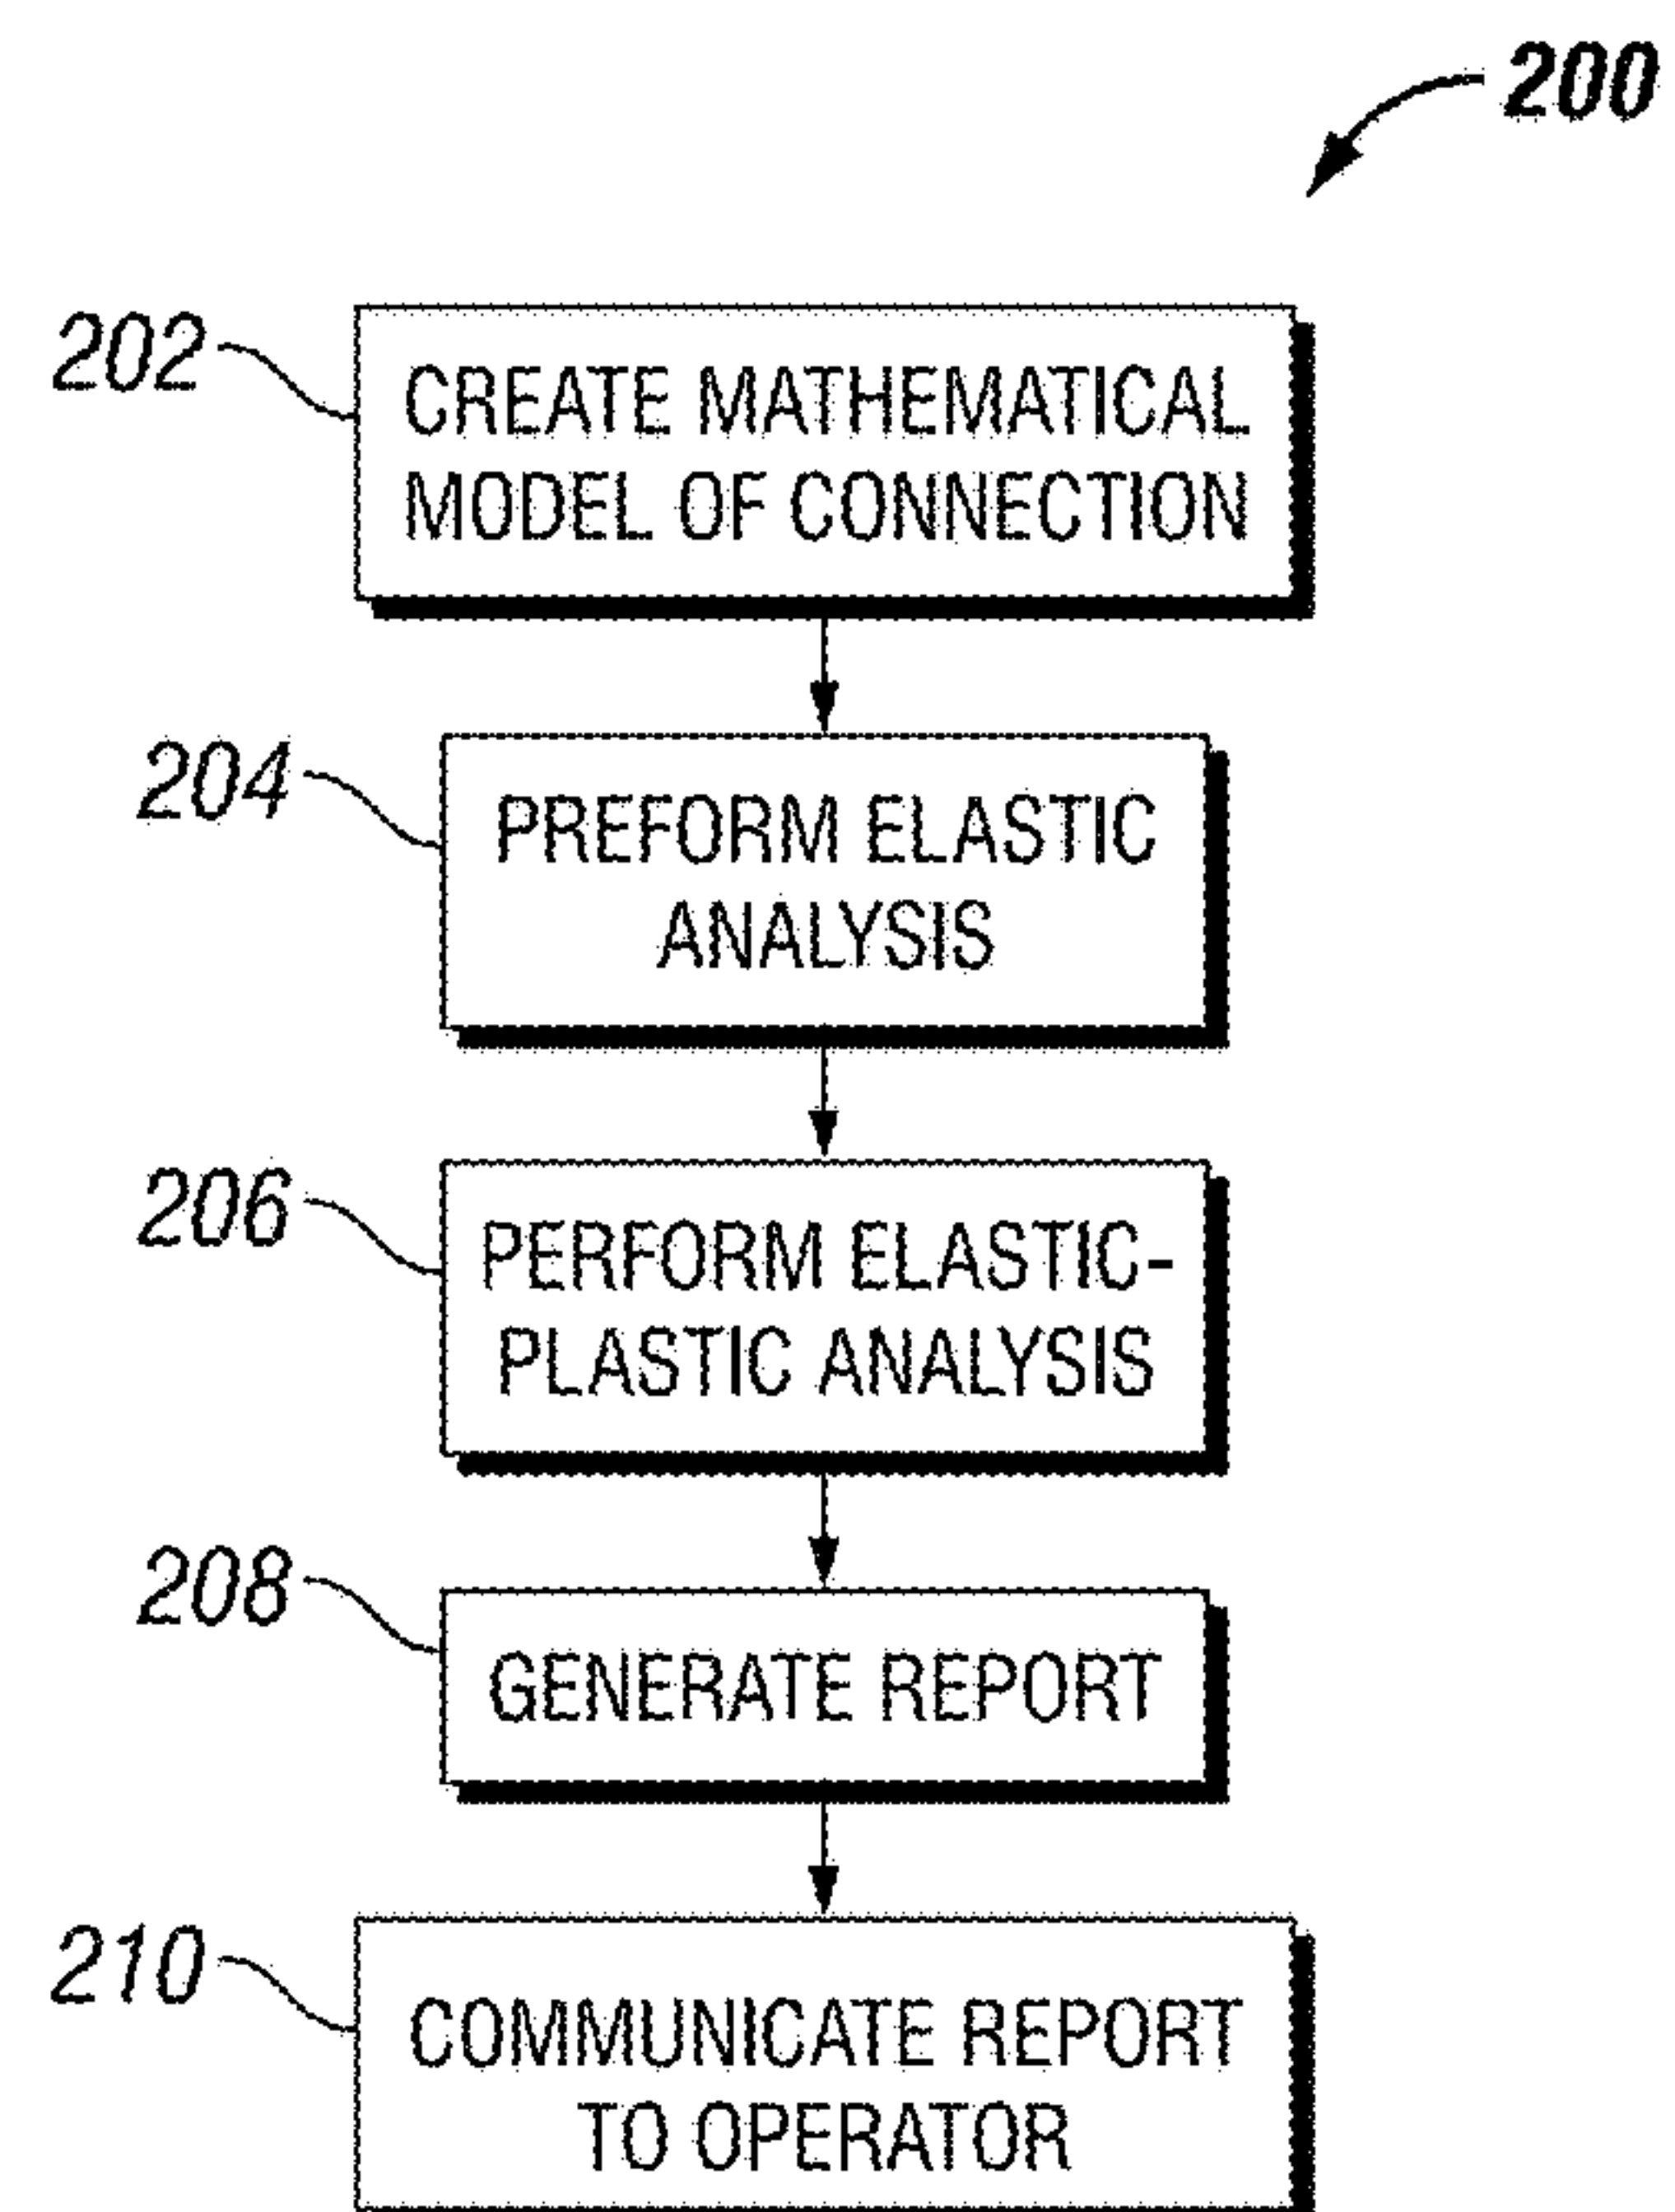 200
202
CREATE MATHEMATICAL
MODEL OF CONNECTION
204
PREFORM ELASTIC
ANALYSIS
206
PERFORM ELASTIC-
PLASTIC ANALYSIS
208
GENERATE REPORT
210
COMMUNICATE REPORT
TO OPERATOR